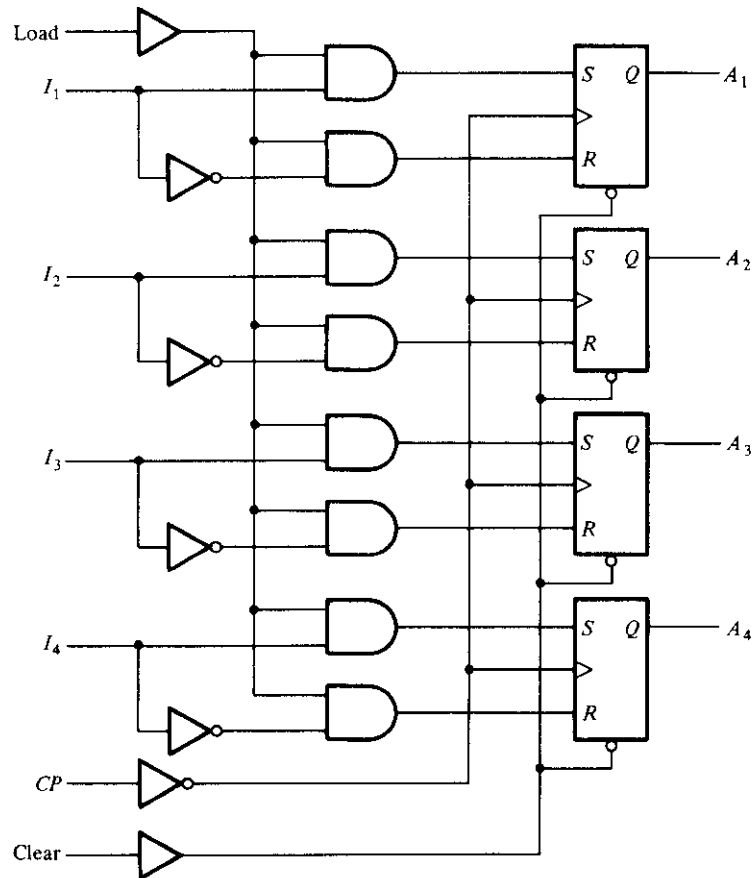 Load
I₁
S Q A₁
R
I₂
S Q A₂
R
I₃
S Q A₃
R
I₄
S Q A₄
R
CP
Clear